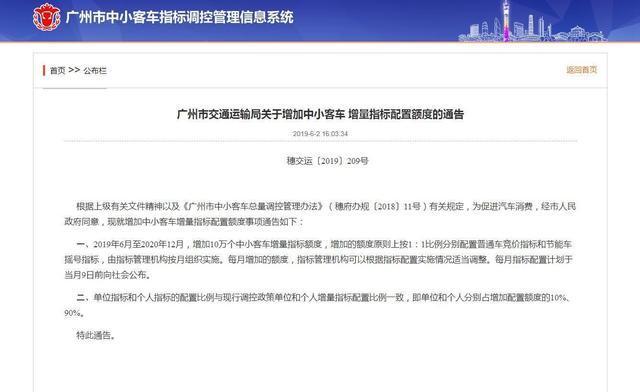 广州市中小客车指标调控管理信息系统
首页 >> 公布栏
返回首页
广州市交通运输局关于增加中小客车 增量指标配置额度的通告
2019-6-2 16:03:34
穗交运〔2019〕209号
根据上级有关文件精神以及《广州市中小客车总量调控管理办法》（穗府办规〔2018〕11号）有关规定，为促进汽车消费，经市人民
政府同意，现就增加中小客车增量指标配置额度事项通告如下：
一、2019年6月至2020年12月，增加10万个中小客车增量指标额度，增加的额度原则上按1：1比例分别配置普通车竞价指标和节能车
摇号指标，由指标管理机构按月组织实施。每月增加的额度，指标管理机构可以根据指标配置实施情况适当调整。每月指标配置计划于
当月9日前向社会公布。
二、单位指标和个人指标的配置比例与现行调控政策单位和个人增量指标配置比例一致，即单位和个人分别占增加配置额度的10%、
90%。
特此通告。